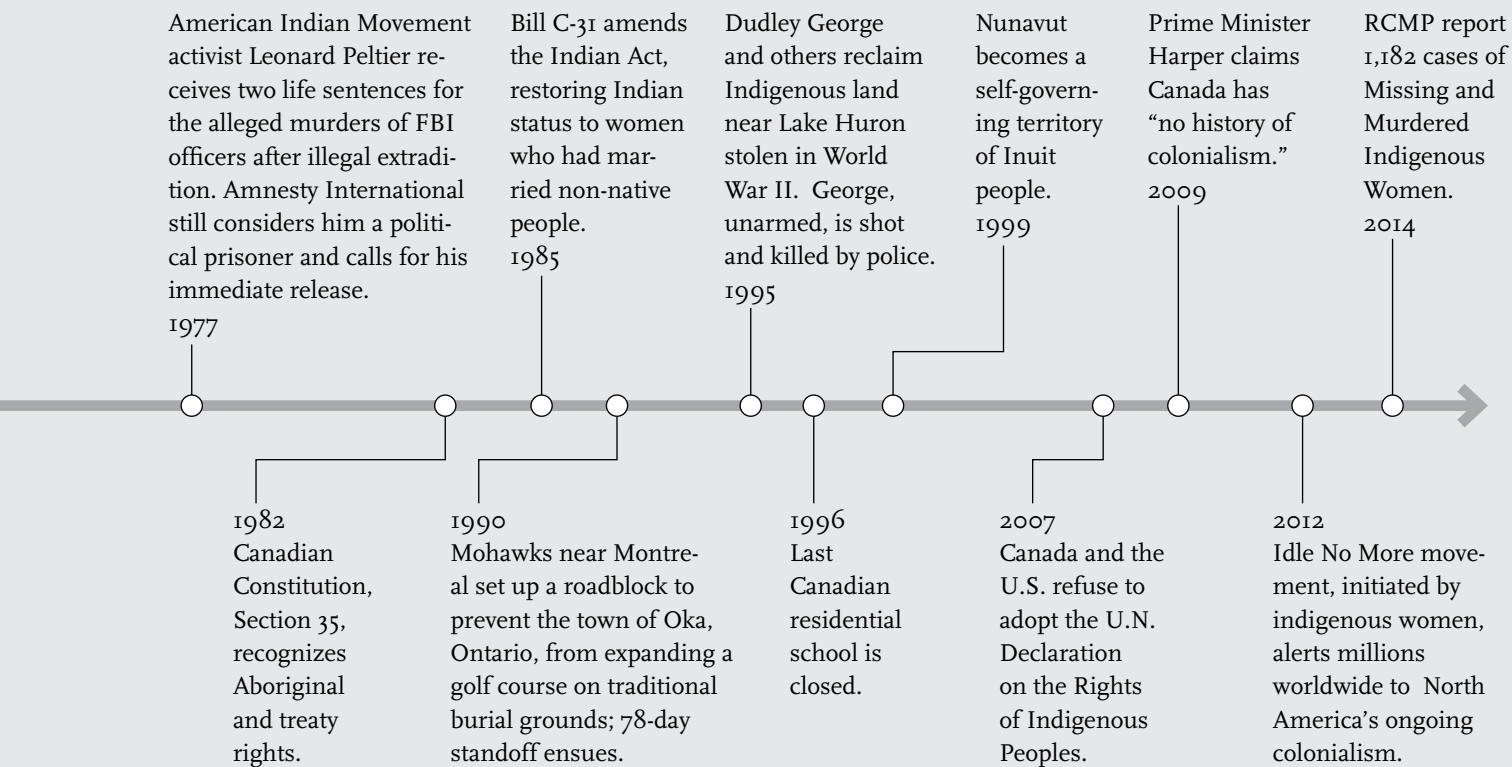 American Indian Movement
activist Leonard Peltier re-
ceives two life sentences for
the alleged murders of FBI
officers after illegal extradi-
tion. Amnesty International
still considers him a politi-
cal prisoner and calls for his
immediate release.
1977
Bill C-31 amends
the Indian Act,
restoring Indian
status to women
who had mar-
ried non-native
people.
1985
Dudley George
and others reclaim
Indigenous land
near Lake Huron
stolen in World
War II.  George,
unarmed, is shot
and killed by police.
1995
Nunavut
becomes a
self-govern-
ing territory
of Inuit
people.
1999
Prime Minister
Harper claims
Canada has
“no history of
colonialism.”
2009
RCMP report
1,182 cases of
Missing and
Murdered
Indigenous
Women.
2014
1982
Canadian
Constitution,
Section 35,
recognizes
Aboriginal
and treaty
rights.
1990
Mohawks near Montre-
al set up a roadblock to
prevent the town of Oka,
Ontario, from expanding a
golf course on traditional
burial grounds; 78-day
standoff ensues.
1996
Last
Canadian
residential
school is
closed.
2007
Canada and the
U.S. refuse to
adopt the U.N.
Declaration
on the Rights
of Indigenous
Peoples.
2012
Idle No More move-
ment, initiated by
indigenous women,
alerts millions
worldwide to  North
America’s ongoing
colonialism.